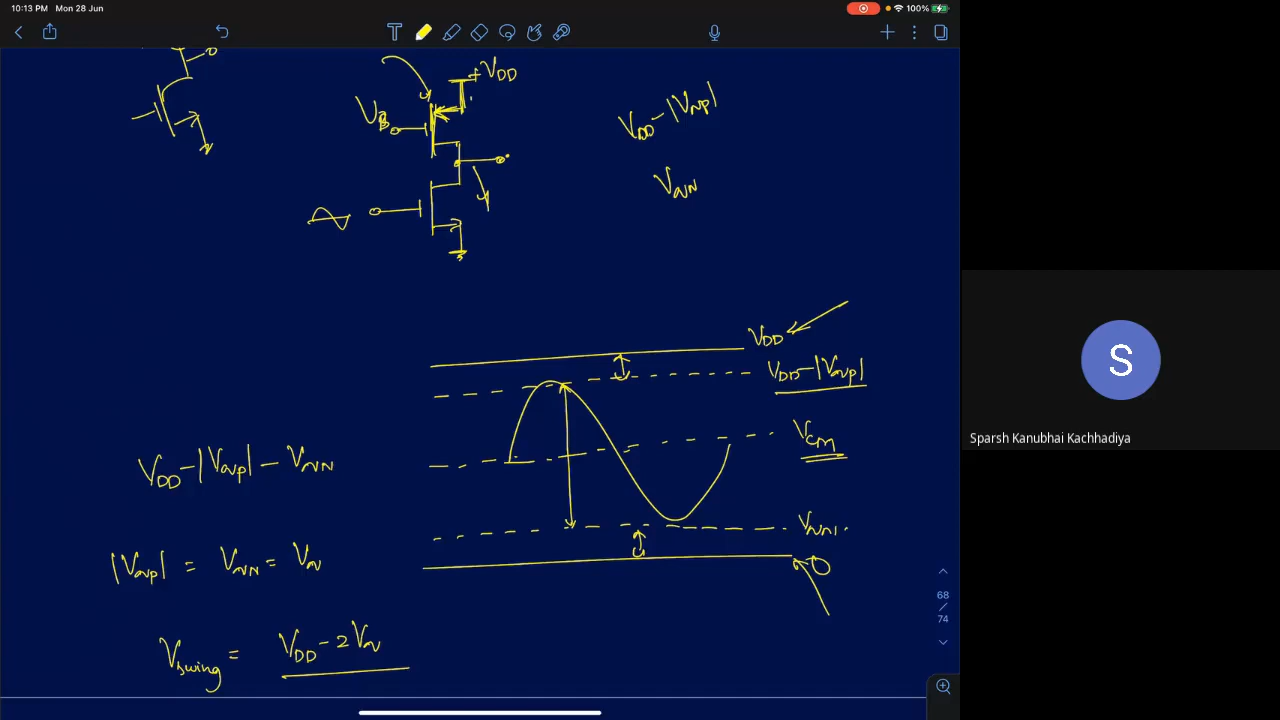 10:13 PM Mon 28 Jun
100%
T
+VDD
VB
VDD-|Vovp|
VovN
VDD
VDD-|Vovp|
VCM
VovN
0
VDD-|Vovp|-VovN
|Vovp| = VovN = Vov
Vswing = VDD-2Vov
68
/
74
S
Sparsh Kanubhai Kachhadiya